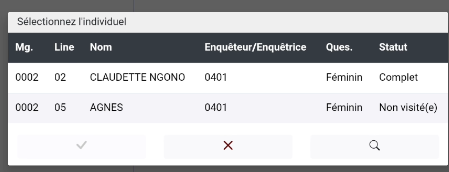 Sélectionnez l'individuel
Mg. Line Nom Enquêteur/Enquêtrice Ques. Statut
0002 02 CLAUDETTE NGONO 0401 Féminin Complet
0002 05 AGNES 0401 Féminin Non visité(e)